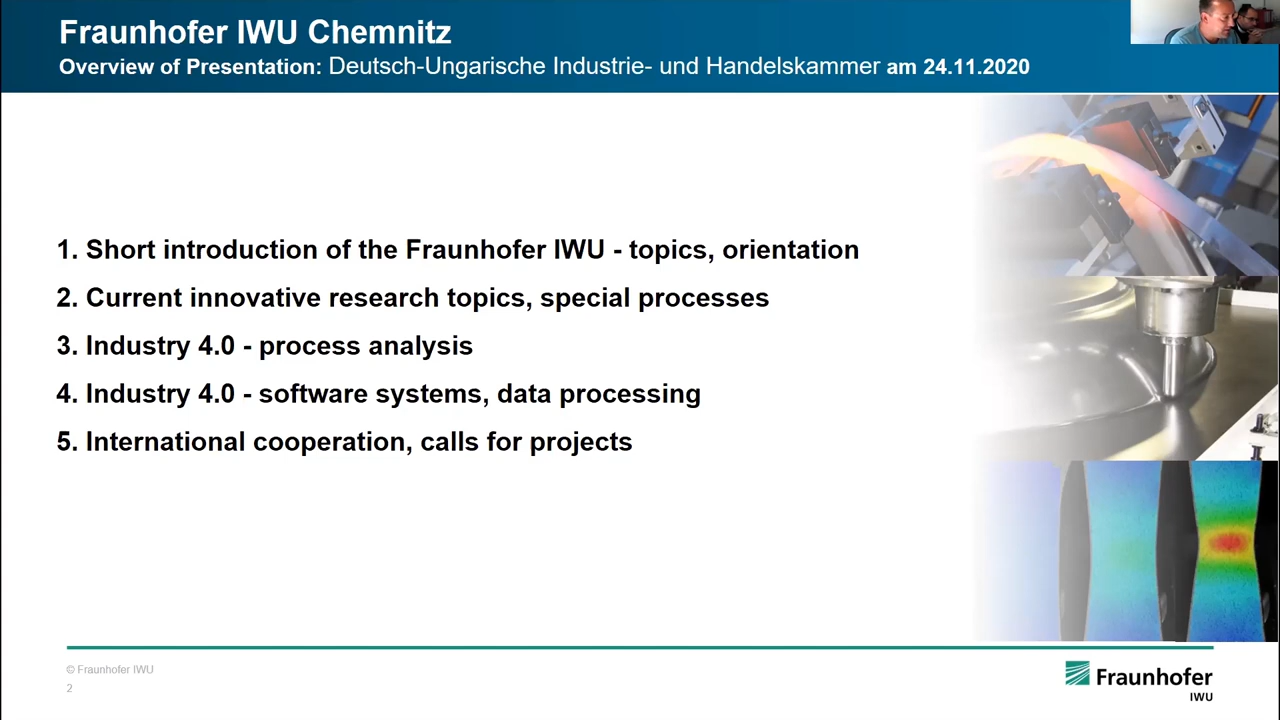 Fraunhofer IWU Chemnitz
Overview of Presentation: Deutsch-Ungarische Industrie- und Handelskammer am 24.11.2020
1. Short introduction of the Fraunhofer IWU - topics, orientation
2. Current innovative research topics, special processes
3. Industry 4.0 - process analysis
4. Industry 4.0 - software systems, data processing
5. International cooperation, calls for projects
© Fraunhofer IWU
2
Fraunhofer
IWU